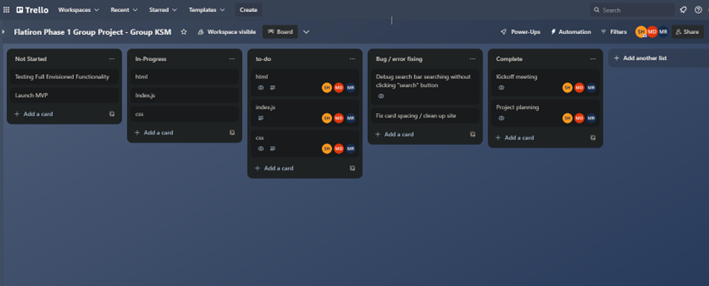 Trello
Workspaces
Recent
Starred
Templates
Create
Search
Flatiron Phase 1 Group Project - Group KSM
Workspace visible
Board
Power-Ups
Automation
Filters
SH
MD
MR
Share
Not Started
Testing Full Envisioned Functionality
Launch MVP
+ Add a card
In-Progress
html
Index.js
css
+ Add a card
to-do
html
SH MD MR
index.js
SH MD MR
css
SH MD MR
+ Add a card
Bug / error fixing
Debug search bar searching without
clicking "search" button
Fix card spacing / clean up site
+ Add a card
Complete
Kickoff meeting
SH MD MR
Project planning
SH MD MR
+ Add a card
+ Add another list